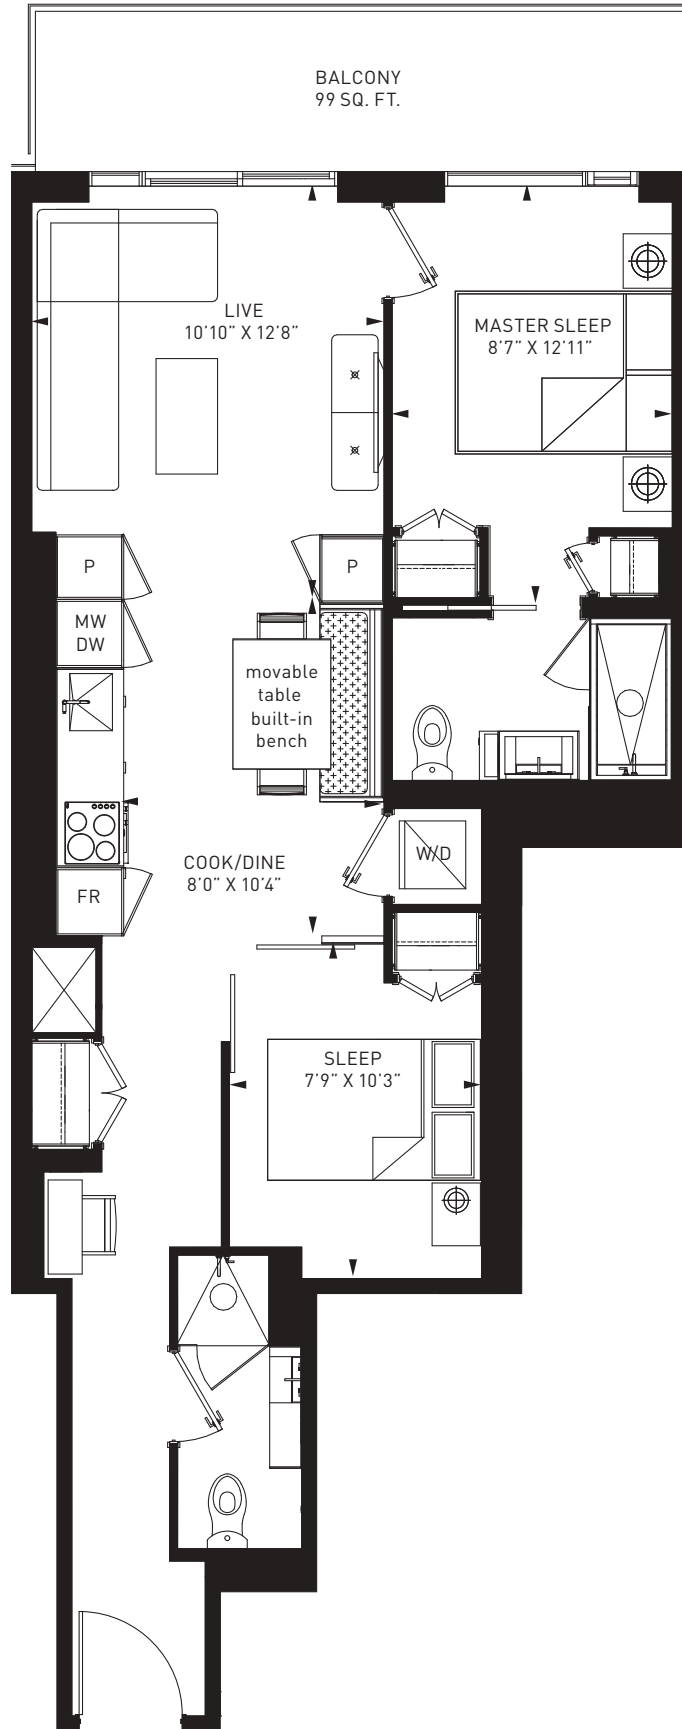 BALCONY
99 SQ. FT.
LIVE
10'10” X 12'8”
MASTER SLEEP
8'7” X 12'11”
P
P
MW
DW
movable
table
built-in
bench
COOK/DINE
8'0” X 10'4”
W/D
FR
SLEEP
7'9” X 10'3”